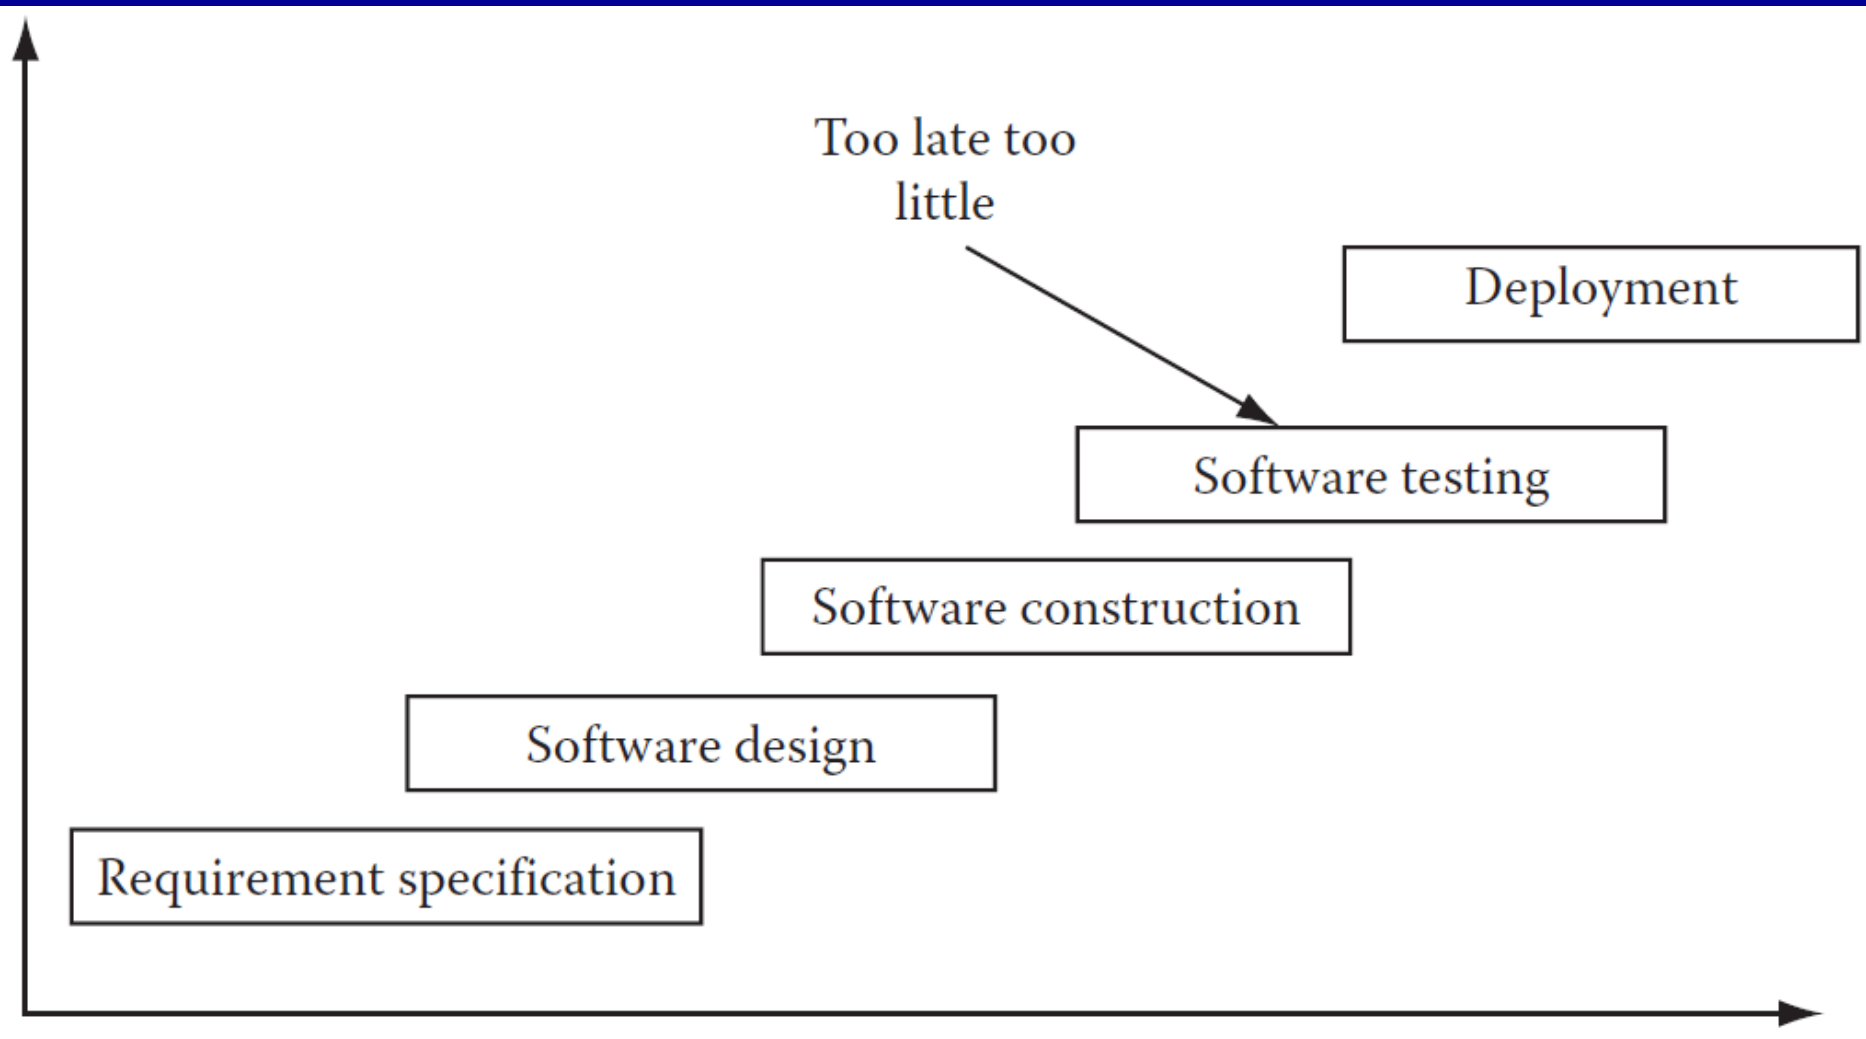 Too late too
little
Deployment
Software testing
Software construction
Software design
Requirement specification